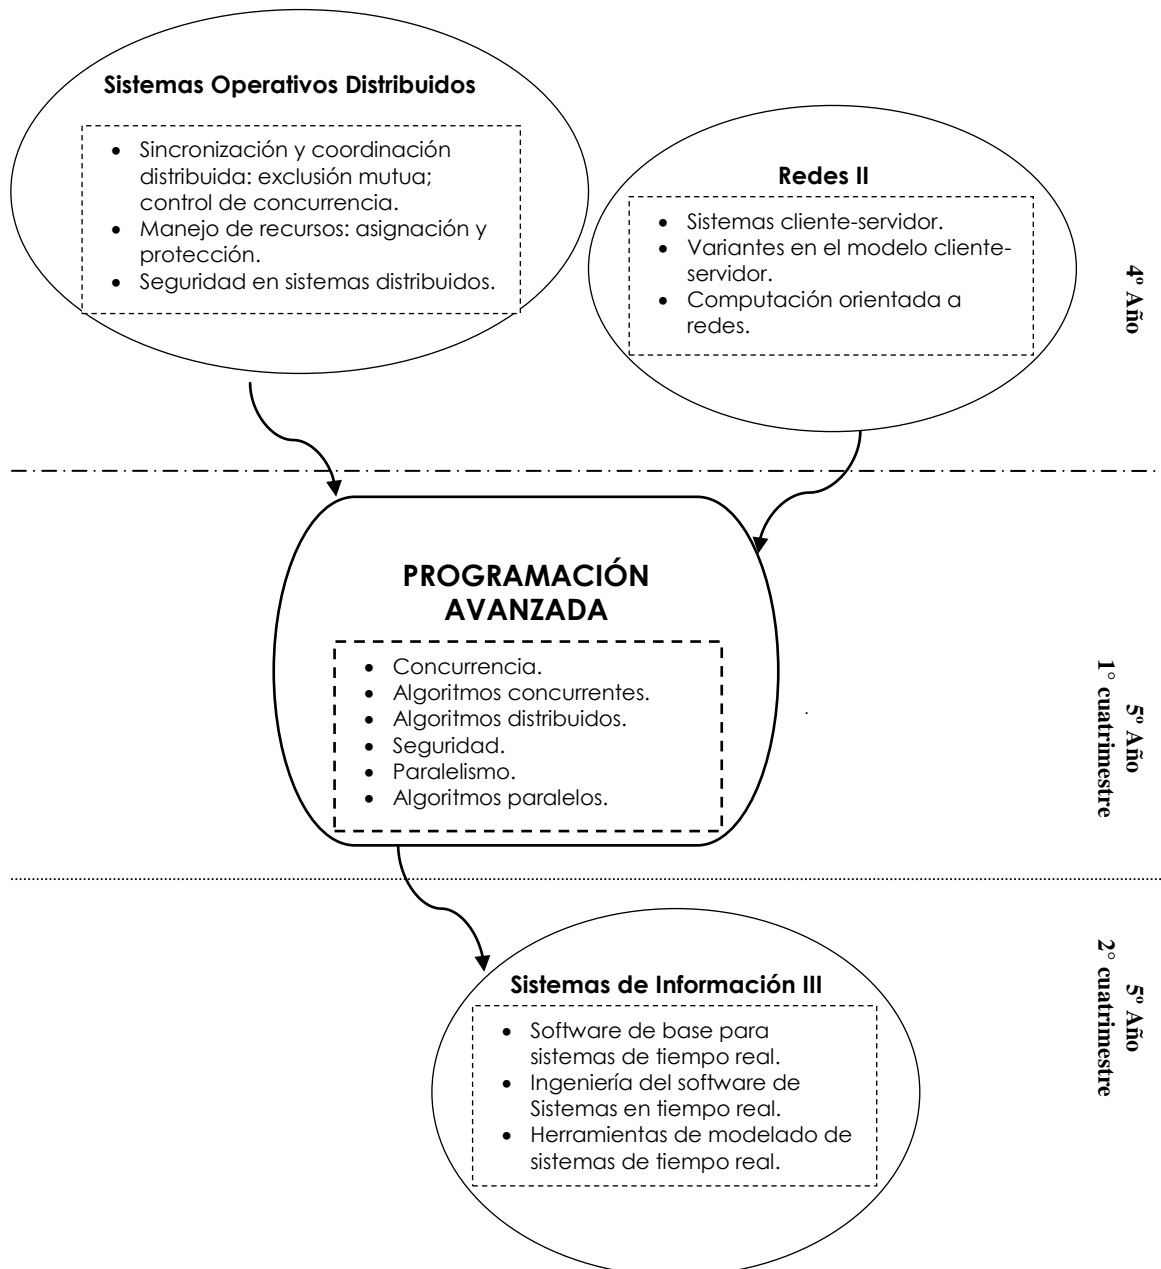 Sistemas Operativos Distribuidos
• Sincronización y coordinación
distribuida: exclusión mutua;
control de concurrencia.
• Manejo de recursos: asignación y
protección.
• Seguridad en sistemas distribuidos.
Redes II
• Sistemas cliente-servidor.
• Variantes en el modelo cliente-
servidor.
• Computación orientada a
redes.
4º Año
PROGRAMACIÓN
AVANZADA
• Concurrencia.
• Algoritmos concurrentes.
• Algoritmos distribuidos.
• Seguridad.
• Paralelismo.
• Algoritmos paralelos.
.
5º Año
1° cuatrimestre
Sistemas de Información III
• Software de base para
sistemas de tiempo real.
• Ingeniería del software de
Sistemas en tiempo real.
• Herramientas de modelado de
sistemas de tiempo real.
5º Año
2° cuatrimestre